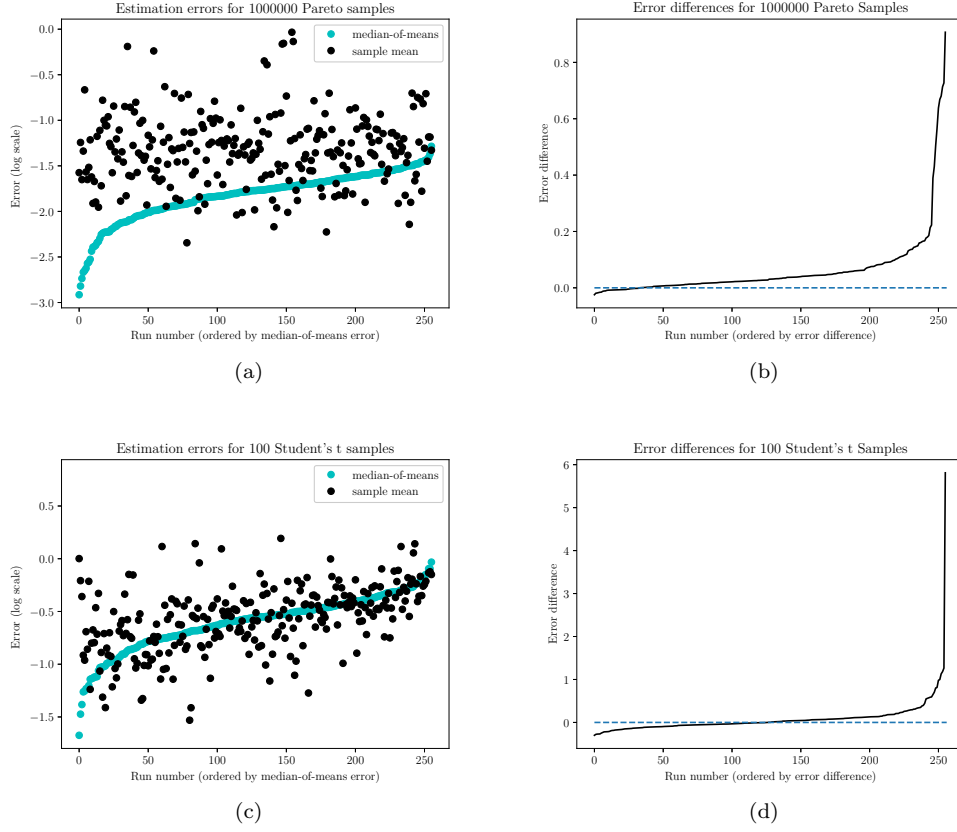 Estimation errors for 1000000 Pareto samples
median-of-means
sample mean
Error (log scale)
0.0
−0.5
−1.0
−1.5
−2.0
−2.5
−3.0
0 50 100 150 200 250
Run number (ordered by median-of-means error)
(a)
Error differences for 1000000 Pareto Samples
Error difference
0.8
0.6
0.4
0.2
0.0
0 50 100 150 200 250
Run number (ordered by error difference)
(b)
Estimation errors for 100 Student's t samples
median-of-means
sample mean
Error (log scale)
0.5
0.0
−0.5
−1.0
−1.5
0 50 100 150 200 250
Run number (ordered by median-of-means error)
(c)
Error differences for 100 Student's t Samples
Error difference
6
5
4
3
2
1
0
0 50 100 150 200 250
Run number (ordered by error difference)
(d)